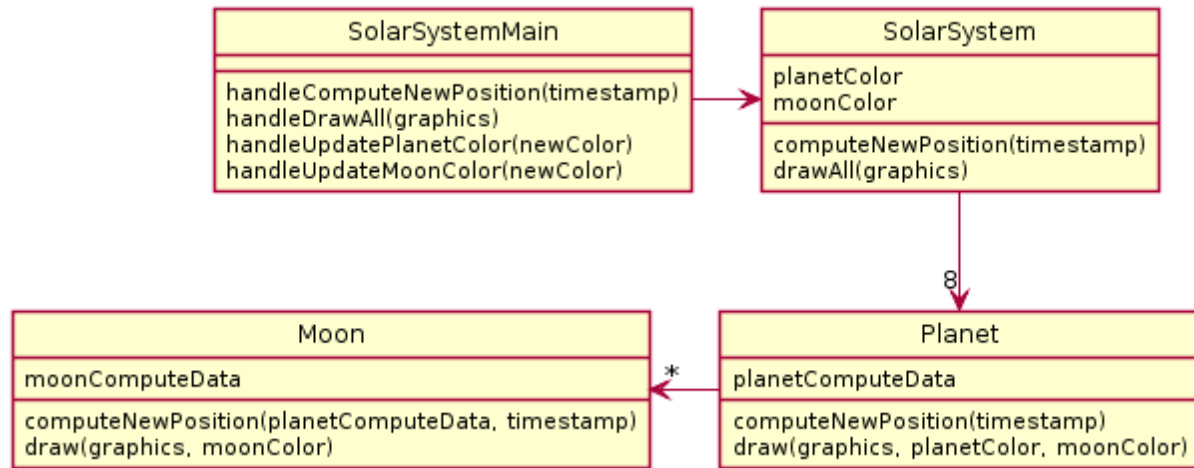 SolarSystemMain
handleComputeNewPosition(timestamp)
handleDrawAll(graphics)
handleUpdatePlanetColor(newColor)
handleUpdateMoonColor(newColor)
SolarSystem
planetColor
moonColor
computeNewPosition(timestamp)
drawAll(graphics)
8
Moon
moonComputeData
computeNewPosition(planetComputeData, timestamp)
draw(graphics, moonColor)
*
Planet
planetComputeData
computeNewPosition(timestamp)
draw(graphics, planetColor, moonColor)